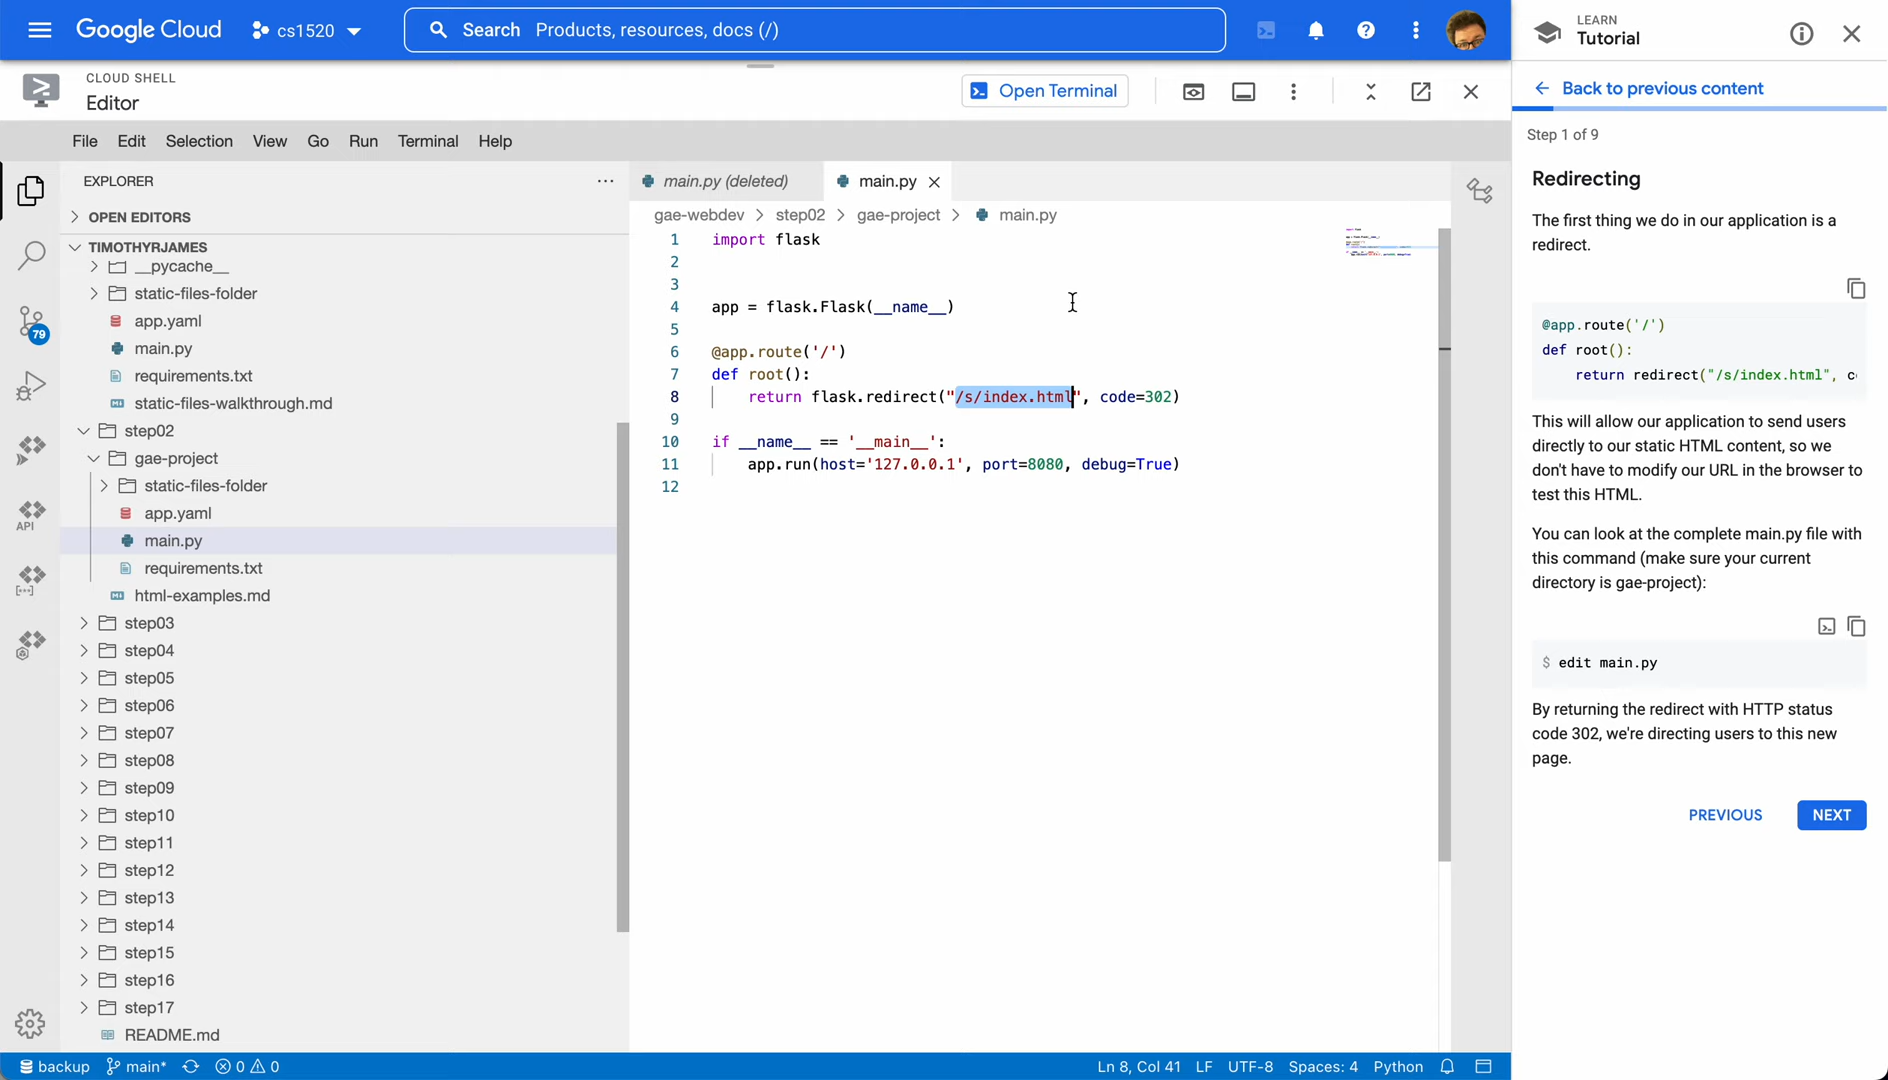 Google Cloud
cs1520
Search Products, resources, docs (/)
LEARN
Tutorial
CLOUD SHELL
Editor
Open Terminal
Back to previous content
File Edit Selection View Go Run Terminal Help
EXPLORER
OPEN EDITORS
TIMOTHYRJAMES
__pycache__
static-files-folder
app.yaml
main.py
requirements.txt
static-files-walkthrough.md
step02
gae-project
static-files-folder
app.yaml
main.py
requirements.txt
html-examples.md
step03
step04
step05
step06
step07
step08
step09
step10
step11
step12
step13
step14
step15
step16
step17
README.md
79
API
main.py (deleted)
main.py
gae-webdev > step02 > gae-project > main.py
1 import flask
2
3
4 app = flask.Flask(__name__)
5
6 @app.route('/')
7 def root():
8 return flask.redirect("/s/index.html", code=302)
9
10 if __name__ == '__main__':
11 app.run(host='127.0.0.1', port=8080, debug=True)
12
Step 1 of 9
Redirecting
The first thing we do in our application is a
redirect.
@app.route('/')
def root():
return redirect("/s/index.html", c
This will allow our application to send users
directly to our static HTML content, so we
don't have to modify our URL in the browser to
test this HTML.
You can look at the complete main.py file with
this command (make sure your current
directory is gae-project):
$ edit main.py
By returning the redirect with HTTP status
code 302, we're directing users to this new
page.
PREVIOUS NEXT
backup main* 0 0
Ln 8, Col 41 LF UTF-8 Spaces: 4 Python